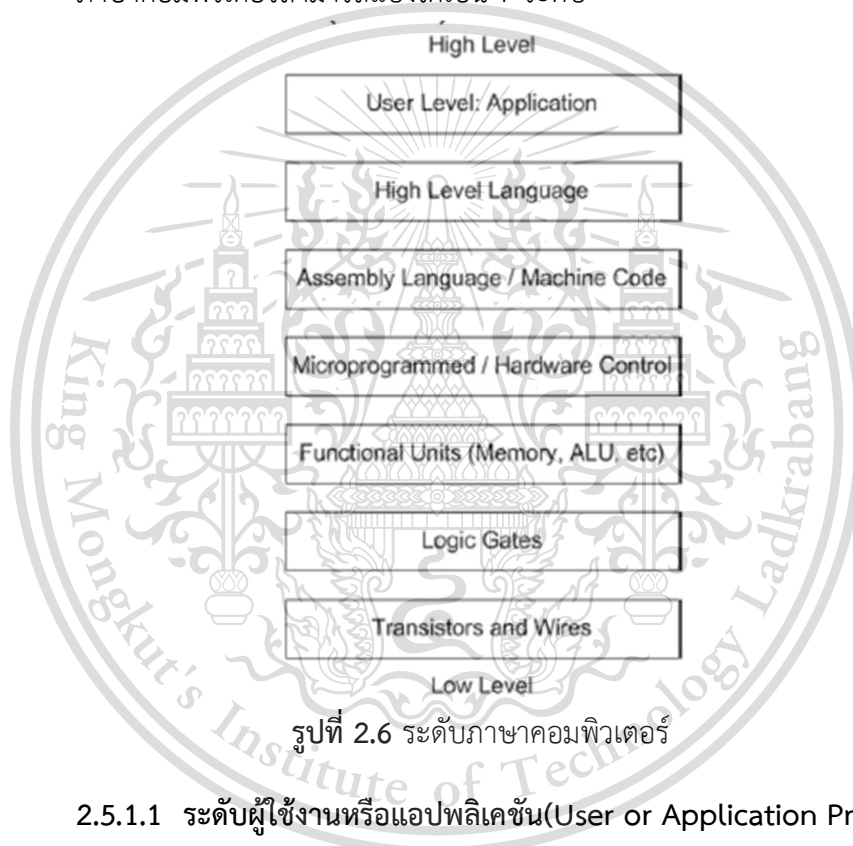 High Level
User Level: Application
High Level Language
Assembly Language / Machine Code
Microprogrammed / Hardware Control
Functional Units (Memory, ALU, etc)
Logic Gates
Transistors and Wires
Low Level
รูปที่ 2.6 ระดับภาษาคอมพิวเตอร์
2.5.1.1 ระดับผู้ใช้งานหรือแอปพลิเคชัน(User or Application Pr
King Mongkut's Institute of Technology Ladkrabang